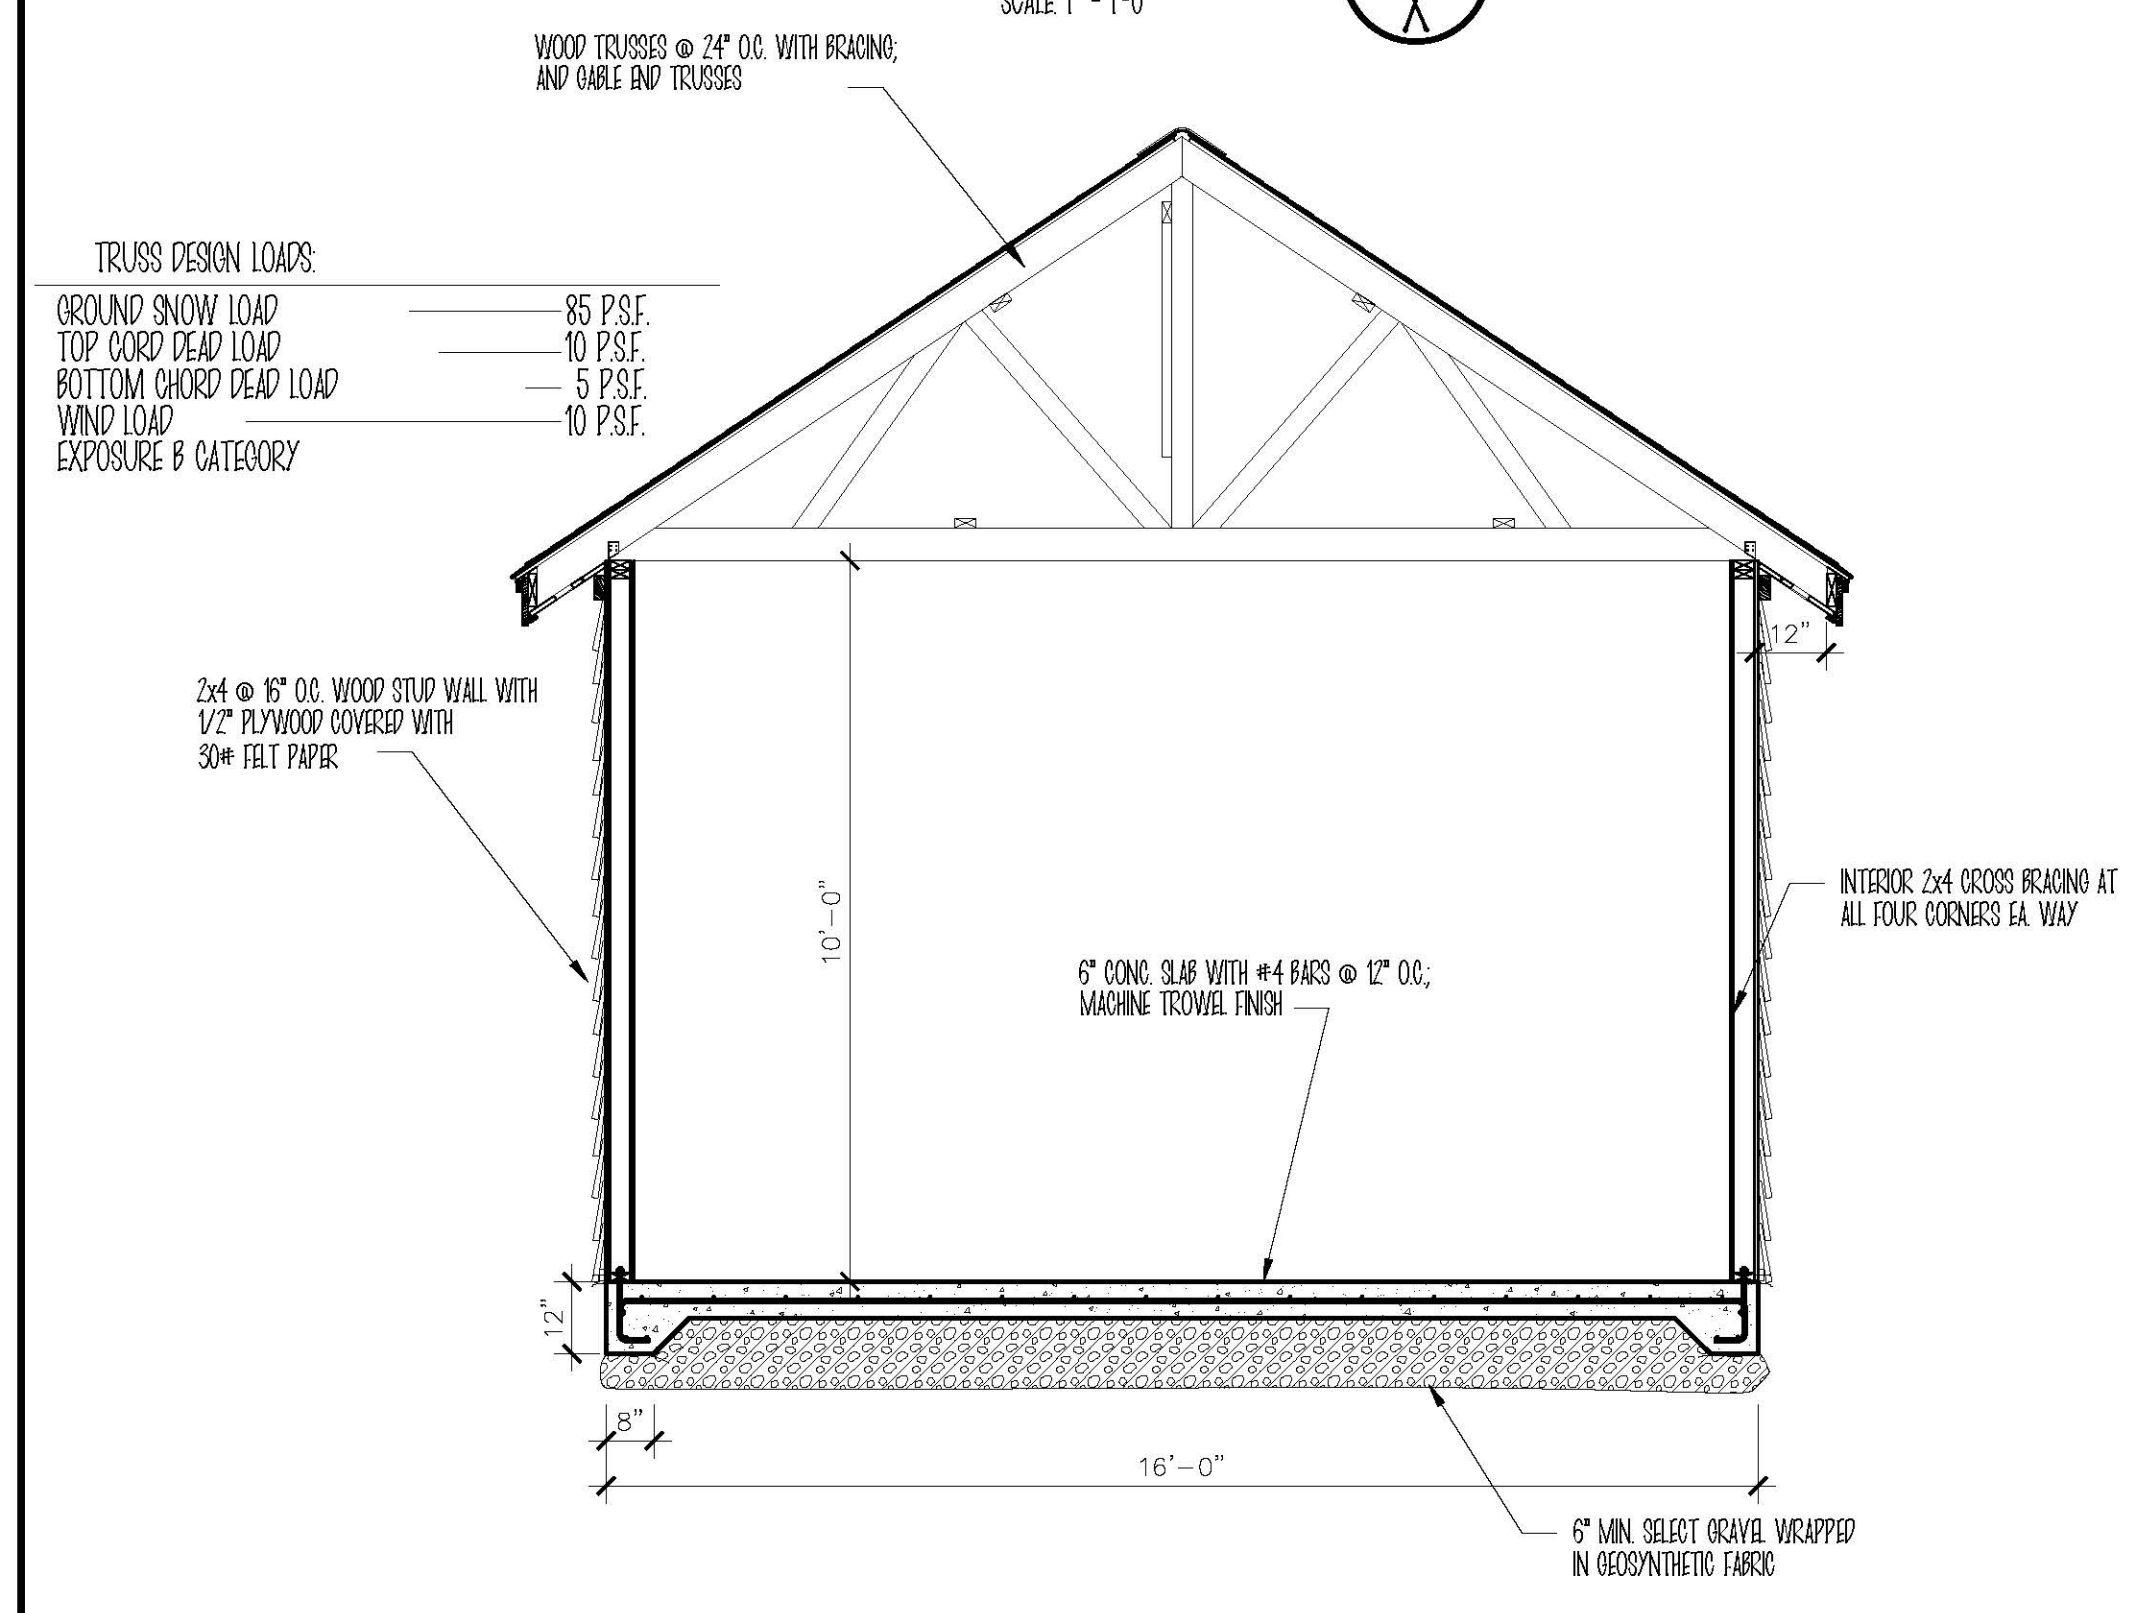 SCALE: 1" = 1'-0"
WOOD TRUSSES @ 24" O.C. WITH BRACING;
AND GABLE END TRUSSES
TRUSS DESIGN LOADS:
GROUND SNOW LOAD 85 P.S.F.
TOP CORD DEAD LOAD 10 P.S.F.
BOTTOM CHORD DEAD LOAD 5 P.S.F.
WIND LOAD 10 P.S.F.
EXPOSURE B CATEGORY
12"
2x4 @ 16" O.C. WOOD STUD WALL WITH
1/2" PLYWOOD COVERED WITH
30# FELT PAPER
10'-0"
INTERIOR 2x4 CROSS BRACING AT
ALL FOUR CORNERS EA. WAY
6" CONC. SLAB WITH #4 BARS @ 12" O.C.;
MACHINE TROWEL FINISH
12"
8"
16'-0"
6" MIN. SELECT GRAVEL WRAPPED
IN GEOSYNTHETIC FABRIC